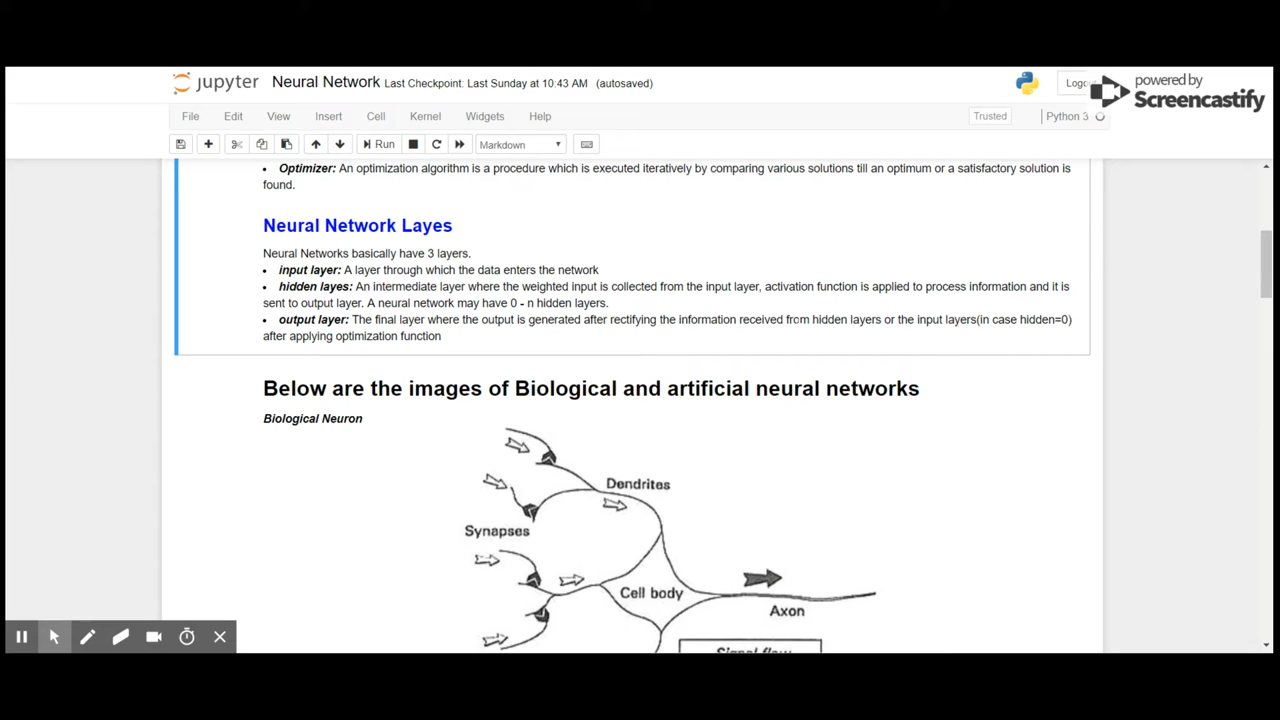 jupyter Neural Network Last Checkpoint: Last Sunday at 10:43 AM (autosaved)
powered by
Screencastify
File Edit View Insert Cell Kernel Widgets Help Trusted Python 3
Run Markdown
• Optimizer: An optimization algorithm is a procedure which is executed iteratively by comparing various solutions till an optimum or a satisfactory solution is
found.
Neural Network Layes
Neural Networks basically have 3 layers.
• input layer: A layer through which the data enters the network
• hidden layes: An intermediate layer where the weighted input is collected from the input layer, activation function is applied to process information and it is
sent to output layer. A neural network may have 0 - n hidden layers.
• output layer: The final layer where the output is generated after rectifying the information received from hidden layers or the input layers(in case hidden=0)
after applying optimization function
Below are the images of Biological and artificial neural networks
Biological Neuron
Dendrites
Synapses
Cell body
Axon
Signal flow